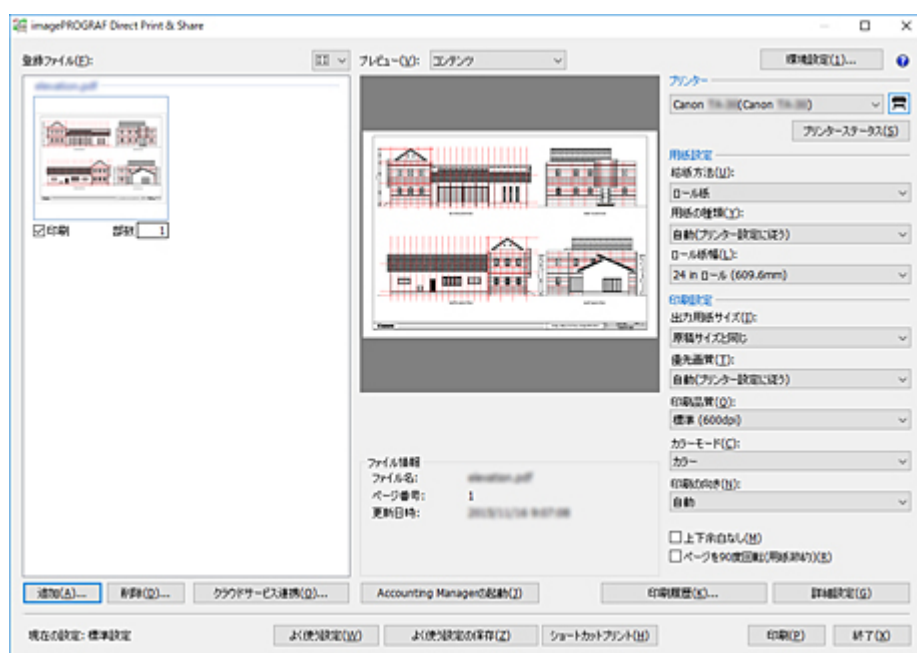 imagePROGRAF Direct Print & Share
登録ファイル(F):
プレビュー(V): コンテンツ
環境設定(1)...
elevation.pdf
プリンター
Canon (Canon )
プリンターステータス(S)
用紙設定
給紙方法(U):
ロール紙
用紙の種類(Y):
自動(プリンター設定に従う)
ロール紙幅(L):
24 in ロール (609.6mm)
印刷 部数 1
印刷設定
出力用紙サイズ(I):
原稿サイズと同じ
優先画質(T):
自動(プリンター設定に従う)
印刷品質(Q):
標準 (600dpi)
カラーモード(C):
カラー
印刷の向き(N):
自動
上下余白なし(M)
ページを90度回転(用紙節約)(R)
ファイル情報
ファイル名: elevation.pdf
ページ番号: 1
更新日時:
追加(A)...
削除(D)...
クラウドサービス連携(O)...
Accounting Managerの起動(J)
印刷履歴(K)...
詳細設定(G)
現在の設定: 標準設定
よく使う設定(W)
よく使う設定の保存(Z)
ショートカットプリント(H)
印刷(P)
終了(X)